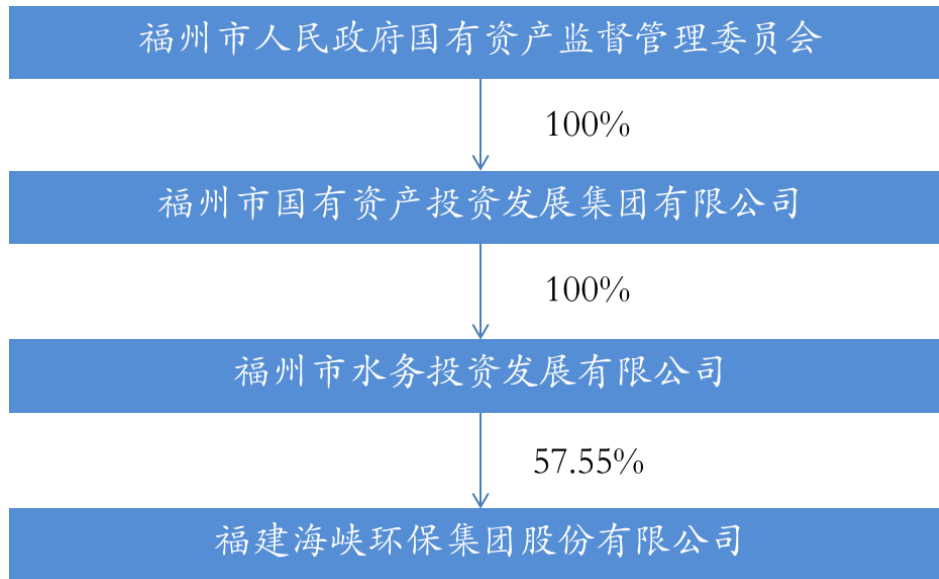 福州市人民政府国有资产监督管理委员会
100%
福州市国有资产投资发展集团有限公司
100%
福州市水务投资发展有限公司
57.55%
福建海峡环保集团股份有限公司